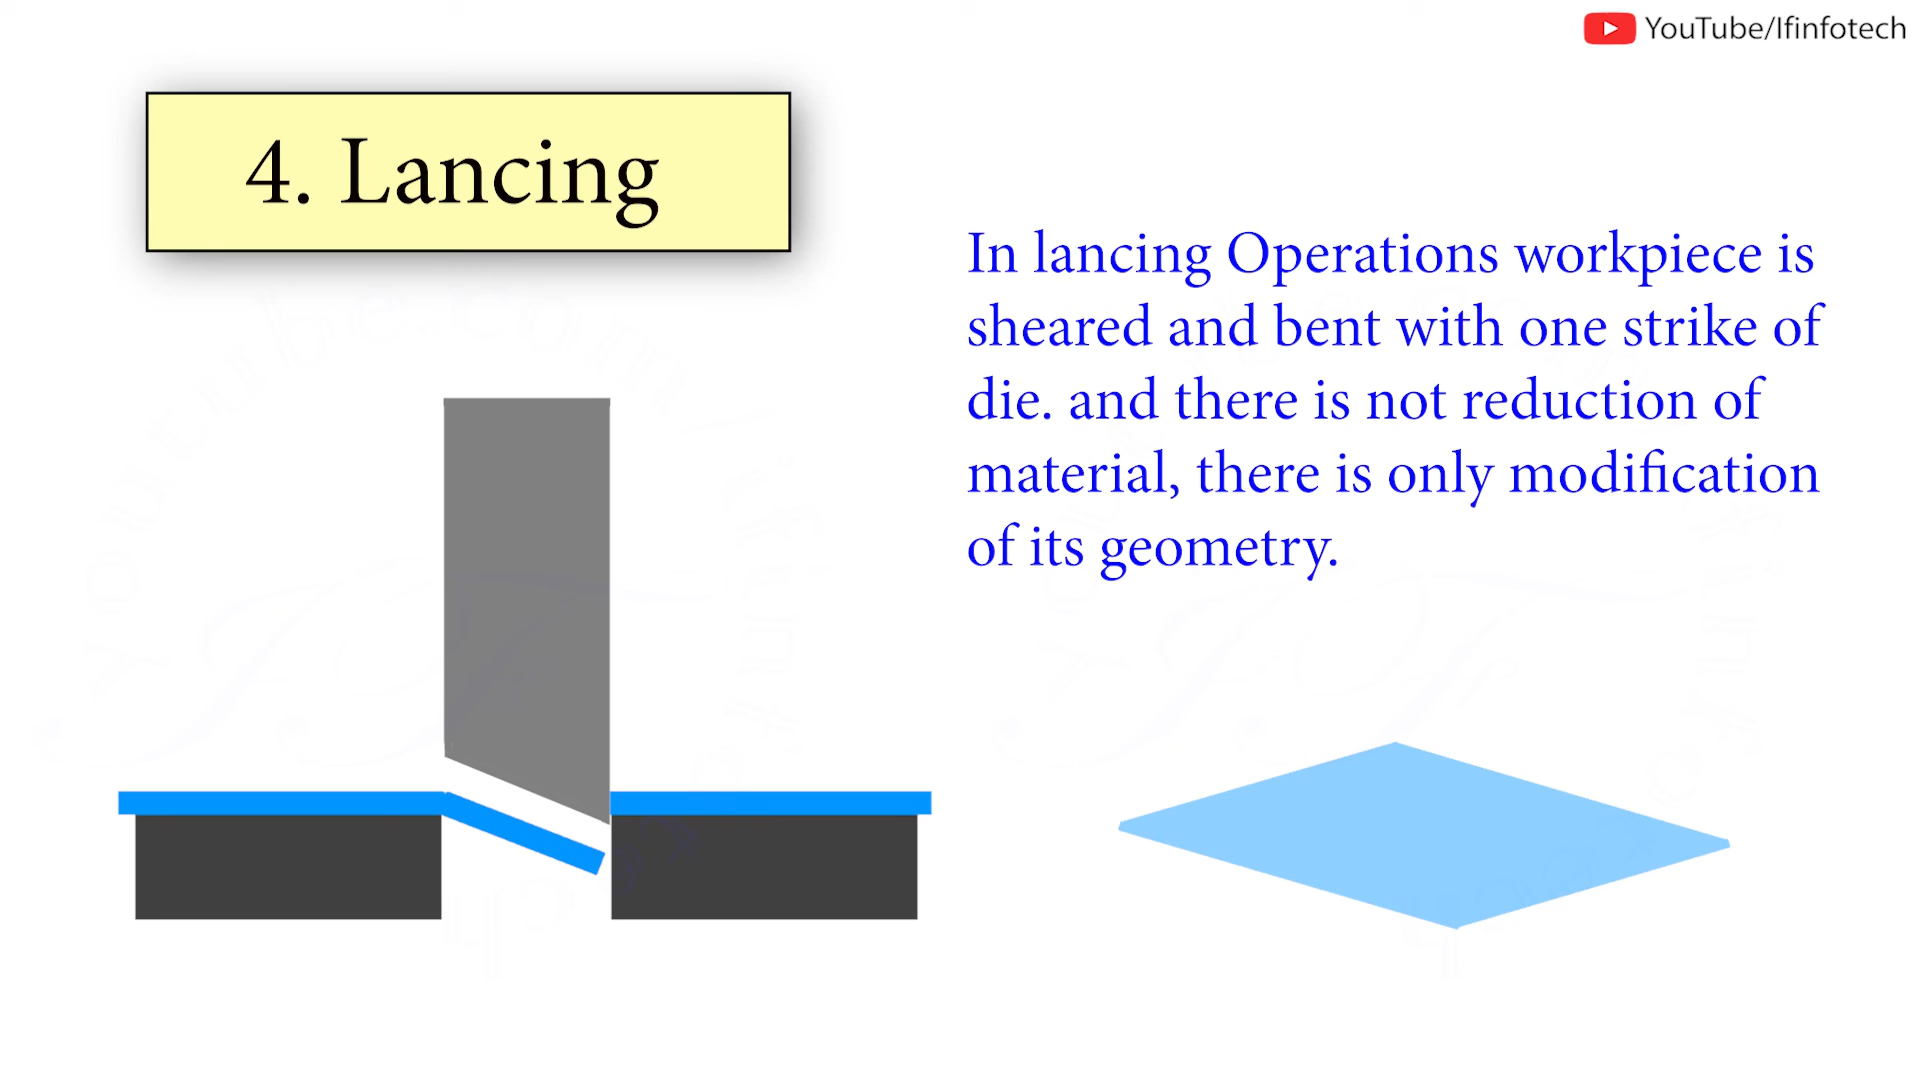 YouTube/Ifinfotech
4. Lancing
In lancing Operations workpiece is
sheared and bent with one strike of
die. and there is not reduction of
material, there is only modification
of its geometry.